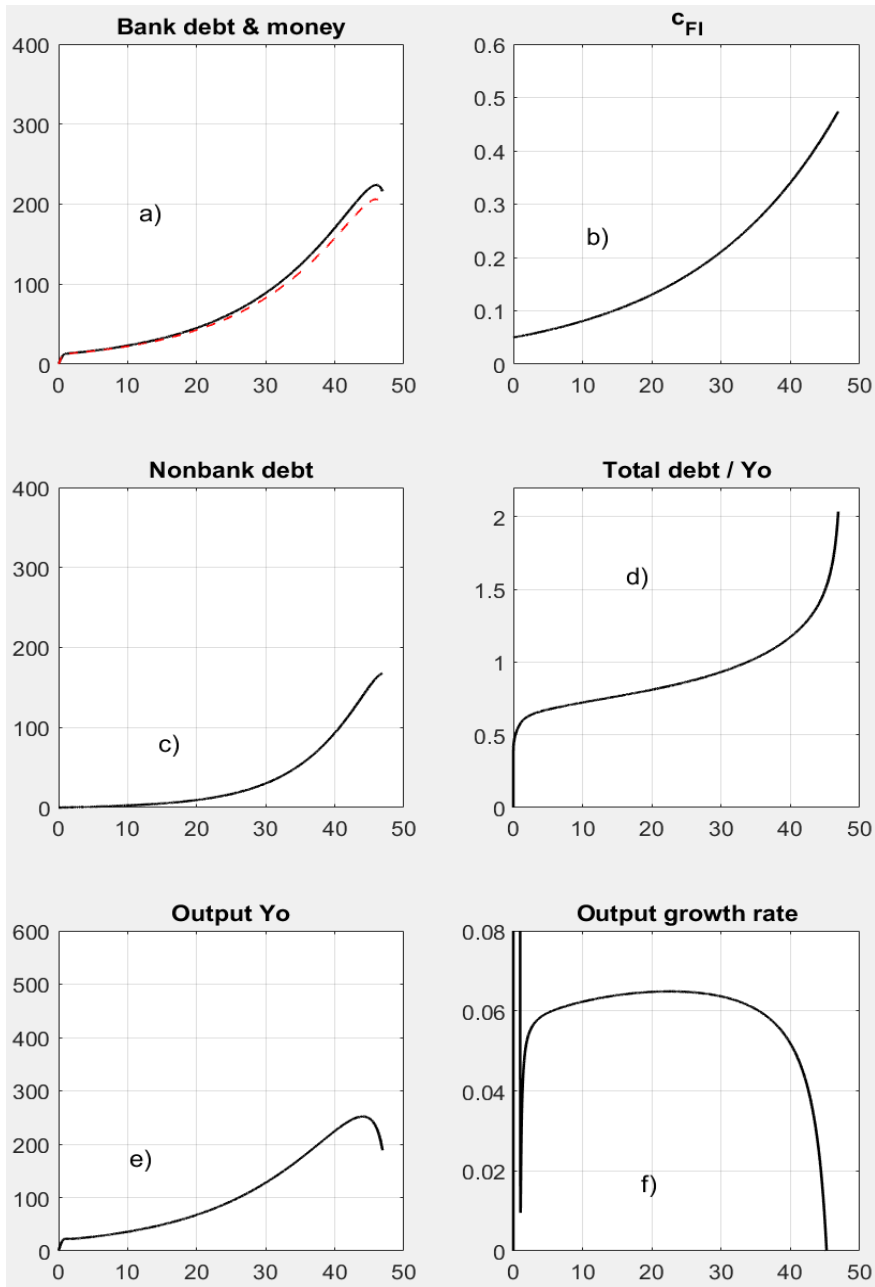 Bank debt & money
400
300
200
100
0
a)
0 10 20 30 40 50
c_FI
0.6
0.5
0.4
0.3
0.2
0.1
0
b)
0 10 20 30 40 50
Nonbank debt
400
300
200
100
0
c)
0 10 20 30 40 50
Total debt / Yo
2
1.5
1
0.5
0
d)
0 10 20 30 40 50
Output Yo
600
500
400
300
200
100
0
e)
0 10 20 30 40 50
Output growth rate
0.08
0.06
0.04
0.02
0
f)
0 10 20 30 40 50